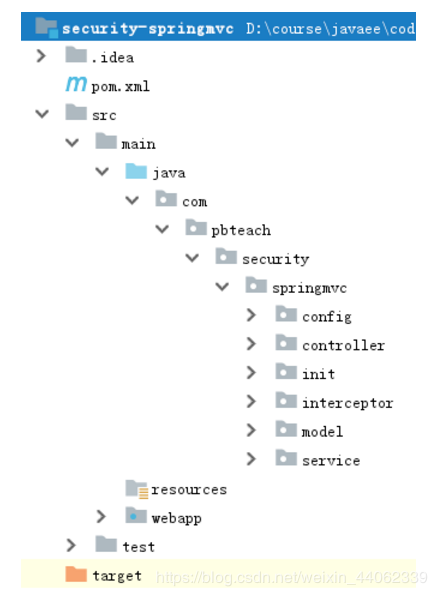 security-springmvc D:\course\javaee\cod
.idea
m pom.xml
src
main
java
com
pbteach
security
springmvc
config
controller
init
interceptor
model
service
resources
webapp
test
target https://blog.csdn.net/weixin_44062339